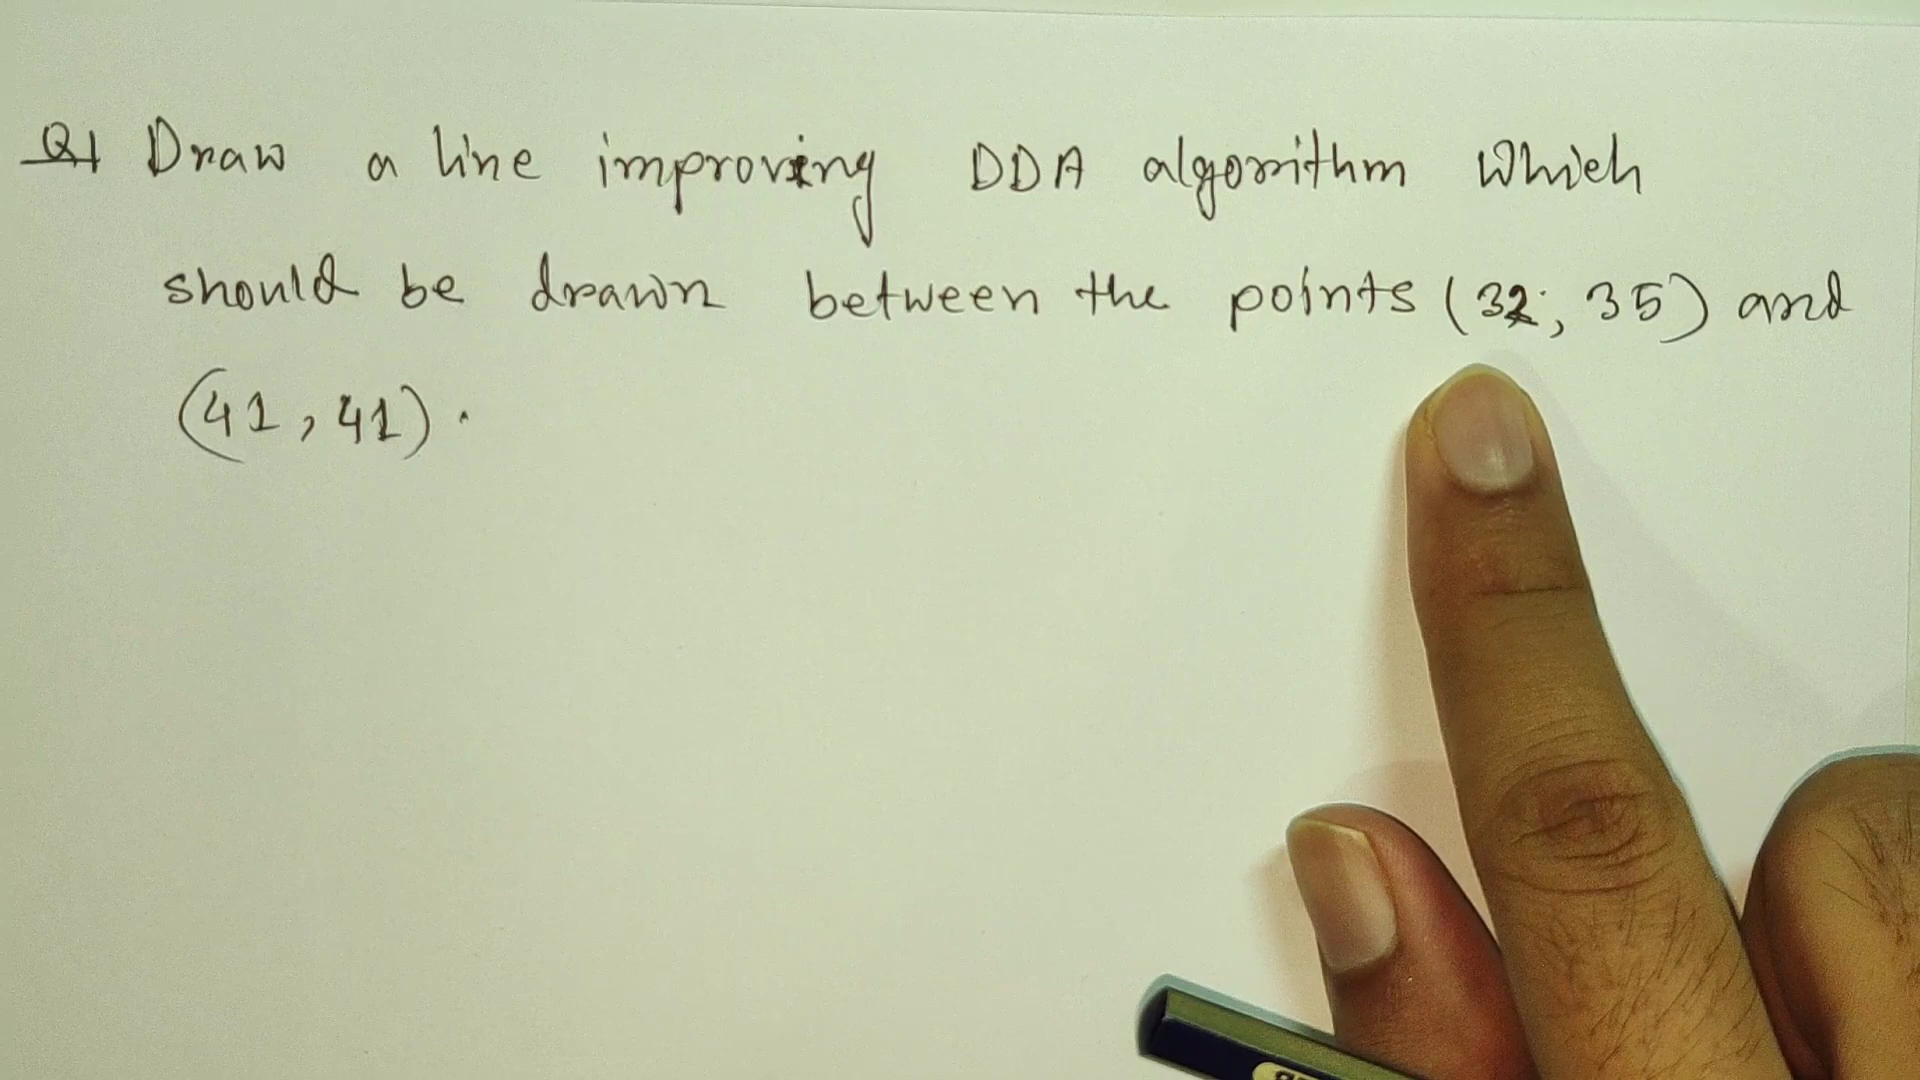 Q1 Draw a line improving DDA algorithm which
should be drawn between the points (32, 35) and
(41, 41).